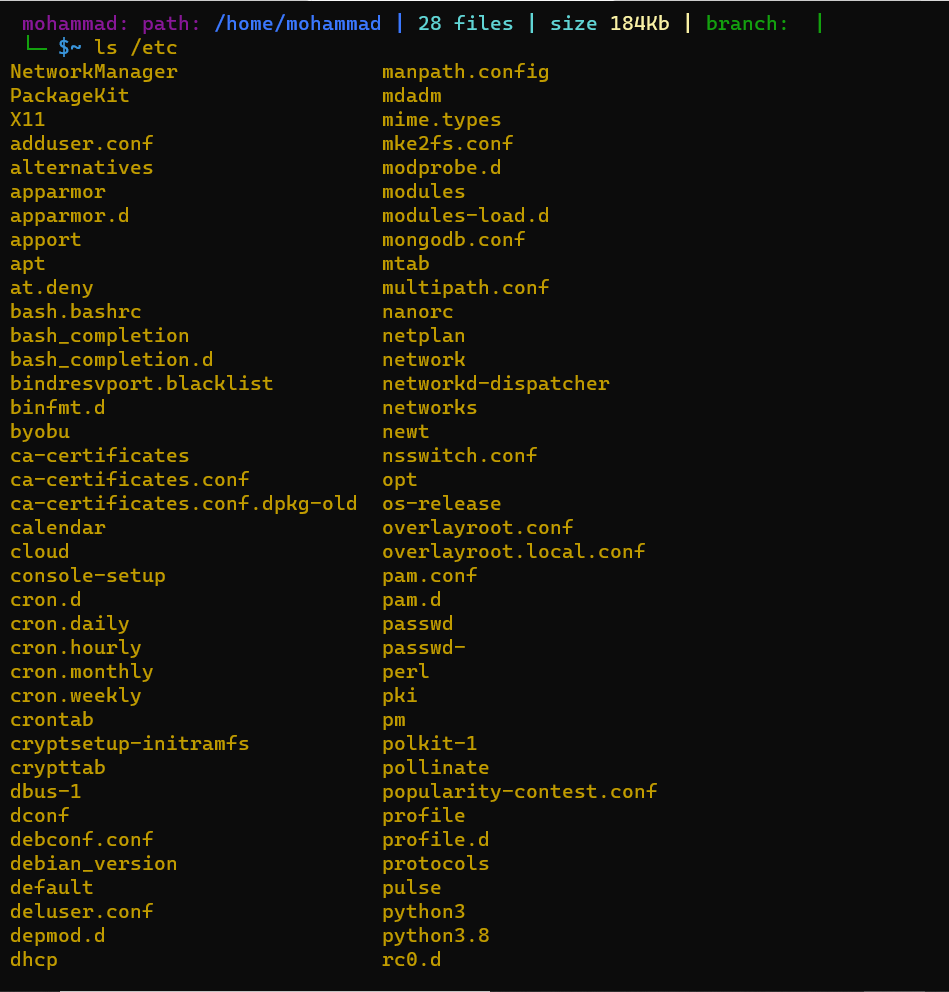 mohammad: path: /home/mohammad | 28 files | size 184Kb | branch:  |
└─ $~ ls /etc
NetworkManager                 manpath.config
PackageKit                     mdadm
X11                            mime.types
adduser.conf                   mke2fs.conf
alternatives                   modprobe.d
apparmor                       modules
apparmor.d                     modules-load.d
apport                         mongodb.conf
apt                            mtab
at.deny                        multipath.conf
bash.bashrc                    nanorc
bash_completion                netplan
bash_completion.d              network
bindresvport.blacklist         networkd-dispatcher
binfmt.d                       networks
byobu                          newt
ca-certificates                nsswitch.conf
ca-certificates.conf           opt
ca-certificates.conf.dpkg-old  os-release
calendar                       overlayroot.conf
cloud                          overlayroot.local.conf
console-setup                  pam.conf
cron.d                         pam.d
cron.daily                     passwd
cron.hourly                    passwd-
cron.monthly                   perl
cron.weekly                    pki
crontab                        pm
cryptsetup-initramfs           polkit-1
crypttab                       pollinate
dbus-1                         popularity-contest.conf
dconf                          profile
debconf.conf                   profile.d
debian_version                 protocols
default                        pulse
deluser.conf                   python3
depmod.d                       python3.8
dhcp                           rc0.d